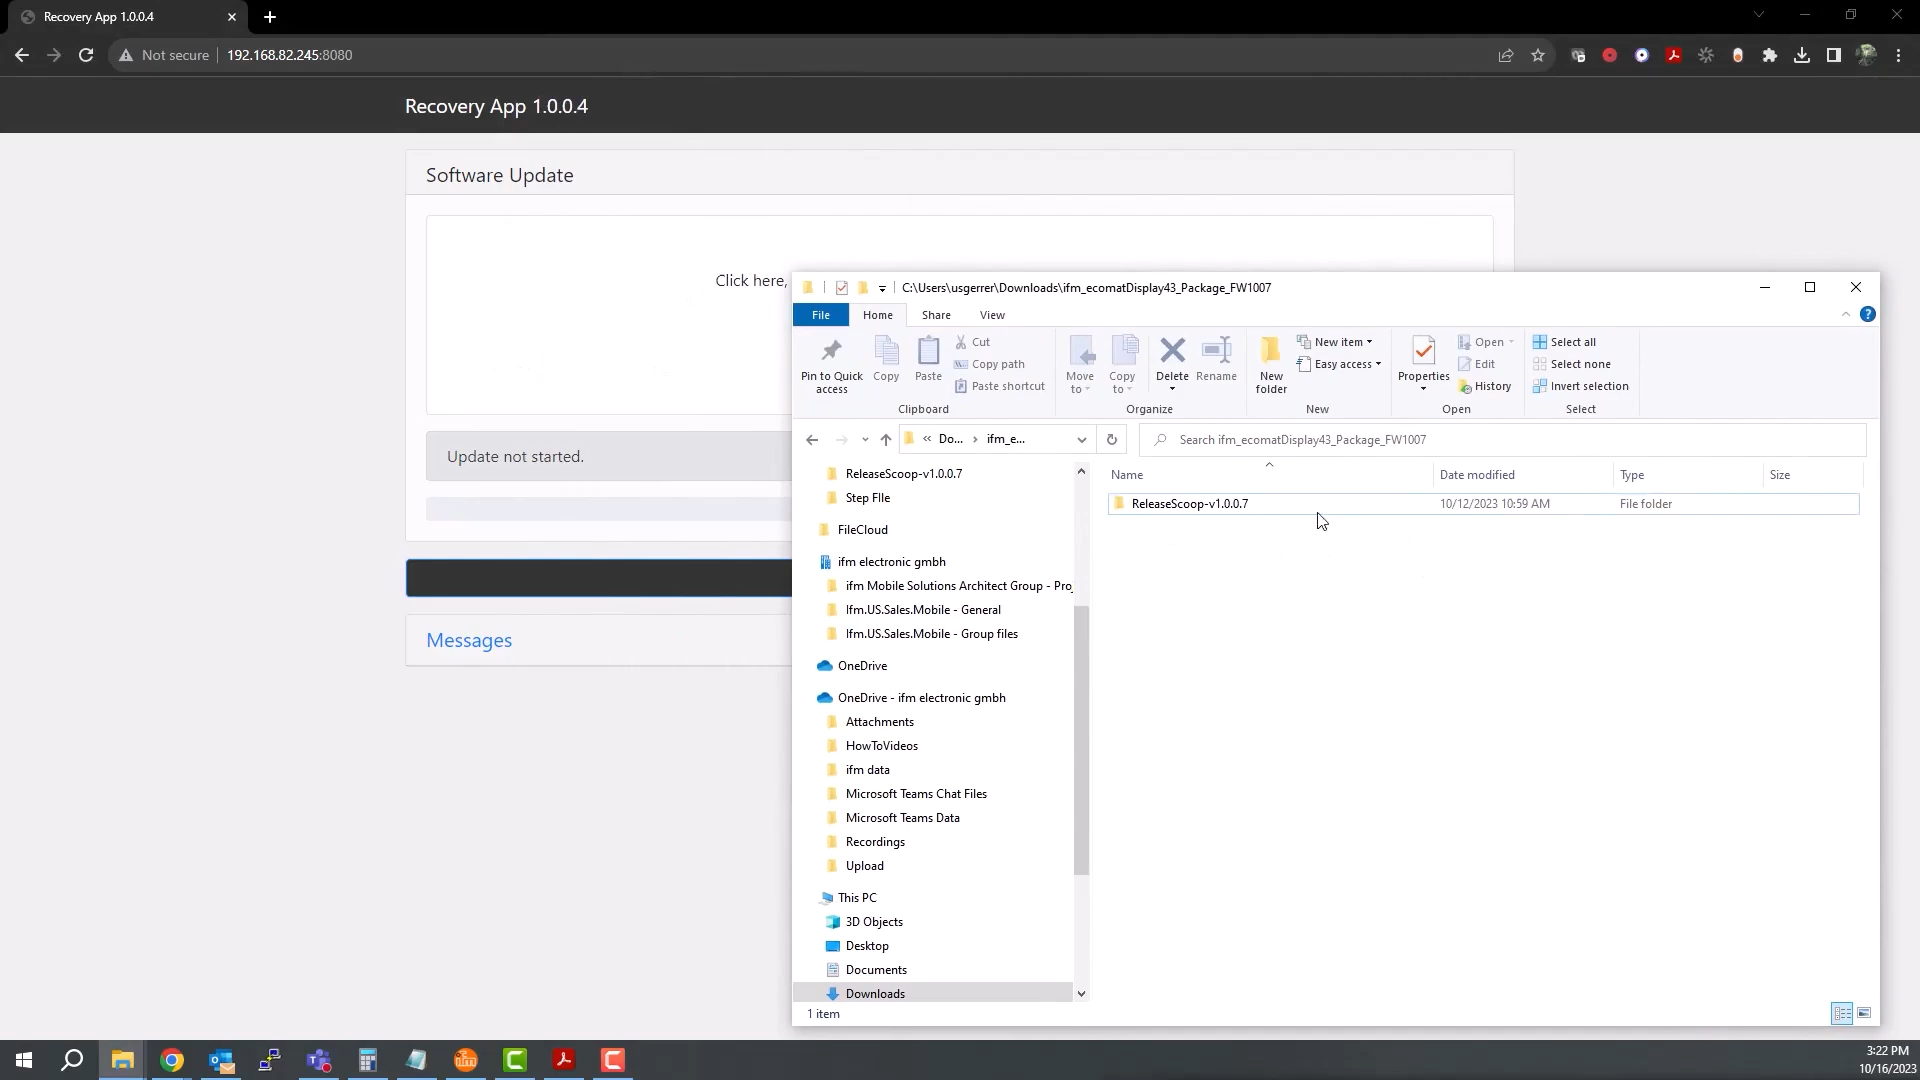 Recovery App 1.0.0.4
Not secure
192.168.82.245:8080
Recovery App 1.0.0.4
Software Update
Click here,
Update not started.
Messages
C:\Users\usgerrer\Downloads\ifm_ecomatDisplay43_Package_FW1007
File
Home
Share
View
Pin to Quick
access
Copy
Paste
Cut
Copy path
Paste shortcut
Clipboard
Move
to
Copy
to
Delete
Rename
Organize
New
folder
New item
Easy access
New
Properties
Open
Edit
History
Open
Select all
Select none
Invert selection
Select
« Do... › ifm_e...
Search ifm_ecomatDisplay43_Package_FW1007
Name
Date modified
Type
Size
ReleaseScoop-v1.0.0.7
10/12/2023 10:59 AM
File folder
ReleaseScoop-v1.0.0.7
Step FIle
FileCloud
ifm electronic gmbh
ifm Mobile Solutions Architect Group - Proj
Ifm.US.Sales.Mobile - General
Ifm.US.Sales.Mobile - Group files
OneDrive
OneDrive - ifm electronic gmbh
Attachments
HowToVideos
ifm data
Microsoft Teams Chat Files
Microsoft Teams Data
Recordings
Upload
This PC
3D Objects
Desktop
Documents
Downloads
1 item
ifm
3:22 PM
10/16/2023